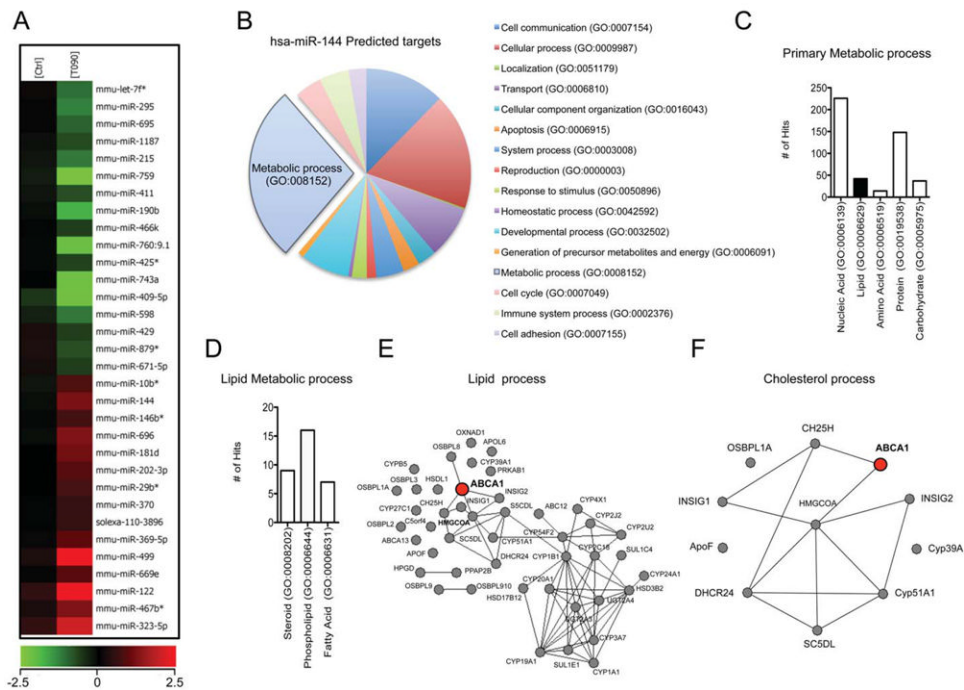 A
[Ctrl]
[T090]
mmu-let-7f*
mmu-miR-295
mmu-miR-695
mmu-miR-1187
mmu-miR-215
mmu-miR-759
mmu-miR-411
mmu-miR-190b
mmu-miR-466k
mmu-miR-760:9.1
mmu-miR-425*
mmu-miR-743a
mmu-miR-409-5p
mmu-miR-598
mmu-miR-429
mmu-miR-879*
mmu-miR-671-5p
mmu-miR-10b*
mmu-miR-144
mmu-miR-146b*
mmu-miR-696
mmu-miR-181d
mmu-miR-202-3p
mmu-miR-29b*
mmu-miR-370
solexa-110-3896
mmu-miR-369-5p
mmu-miR-499
mmu-miR-669e
mmu-miR-122
mmu-miR-467b*
mmu-miR-323-5p
-2.5 0 2.5
B
hsa-miR-144 Predicted targets
Metabolic process
(GO:008152)
Cell communication (GO:0007154)
Cellular process (GO:0009987)
Localization (GO:0051179)
Transport (GO:0006810)
Cellular component organization (GO:0016043)
Apoptosis (GO:0006915)
System process (GO:0003008)
Reproduction (GO:0000003)
Response to stimulus (GO:0050896)
Homeostatic process (GO:0042592)
Developmental process (GO:0032502)
Generation of precursor metabolites and energy (GO:0006091)
Metabolic process (GO:0008152)
Cell cycle (GO:0007049)
Immune system process (GO:0002376)
Cell adhesion (GO:0007155)
C
Primary Metabolic process
# of Hits
250
200
150
100
50
0
Nucleic Acid (GO:0006139)
Lipid (GO:0006629)
Amino Acid (GO:0006519)
Protein (GO:0019538)
Carbohydrate (GO:0005975)
D
Lipid Metabolic process
# of Hits
20
15
10
5
0
Steroid (GO:0008202)
Phospholipid (GO:0006644)
Fatty Acid (GO:0006631)
E
Lipid process
OXNAD1
OSBPL8
APOL6
CYPB5
CYP39A1
PRKAB1
OSBPL3
HSDL1
ABCA1
OSBPL1A
INSIG1
INSIG2
CYP27C1
CH25H
S5CDL
ABC12
CYP4X1
C5orf4
HMGCOA
CYP2J2
OSBPL2
CYP54F2
CYP2U2
ABCA13
SC5DL
CYP51A1
CYP2C18
SUL1C4
APOF
DHCR24
CYP1B1
HPGD
PPAP2B
CYP20A1
CYP24A1
OSBPL9
OSBPL910
HSD17B12
UGT2A4
HSD3B2
CYP3A7
CYP19A1
SUL1E1
CYP1A1
F
Cholesterol process
CH25H
ABCA1
OSBPL1A
INSIG1
HMGCOA
INSIG2
ApoF
Cyp39A
DHCR24
Cyp51A1
SC5DL